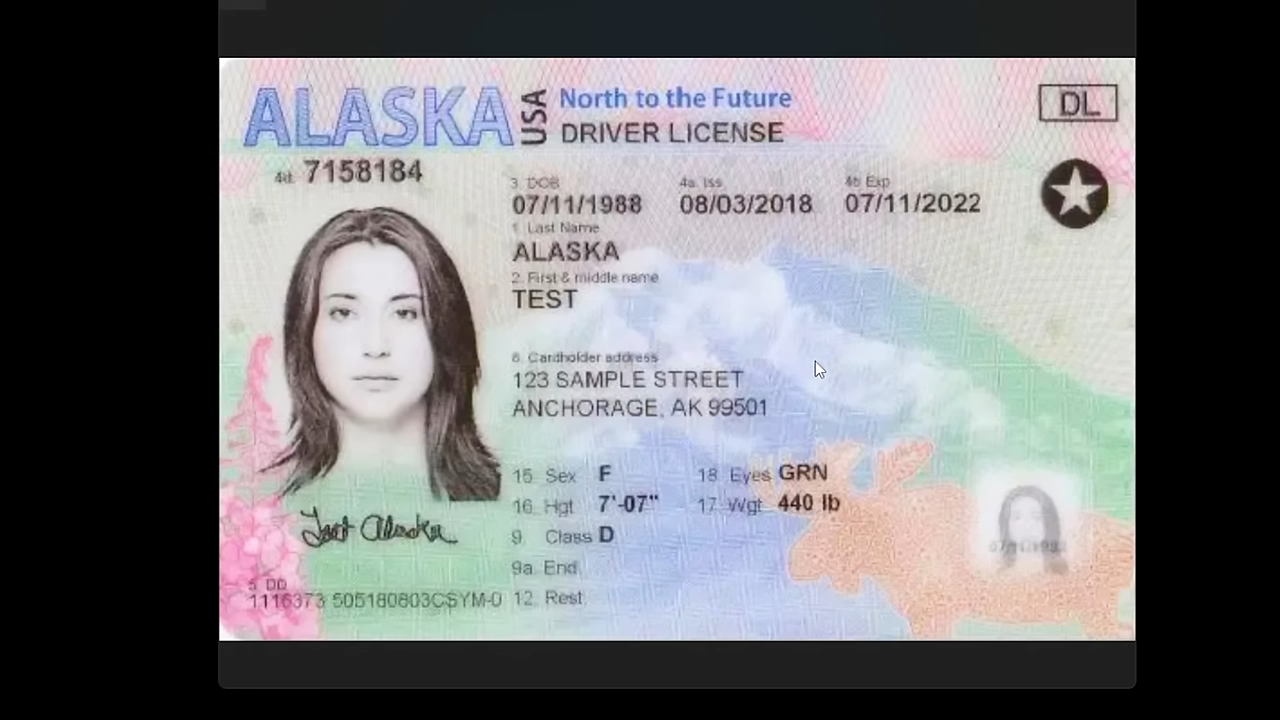 ALASKA USA North to the Future
DRIVER LICENSE
DL
4d. 7158184
3. DOB 4a. Iss 4b Exp
07/11/1988 08/03/2018 07/11/2022
1. Last Name
ALASKA
2. First & middle name
TEST
8. Cardholder address
123 SAMPLE STREET
ANCHORAGE, AK 99501
15. Sex F 18. Eyes GRN
16. Hgt 7'-07" 17. Wgt 440 lb
9. Class D
9a. End.
12. Rest.
Test Alaska
5. DD
1116373 505180803CSYM-0